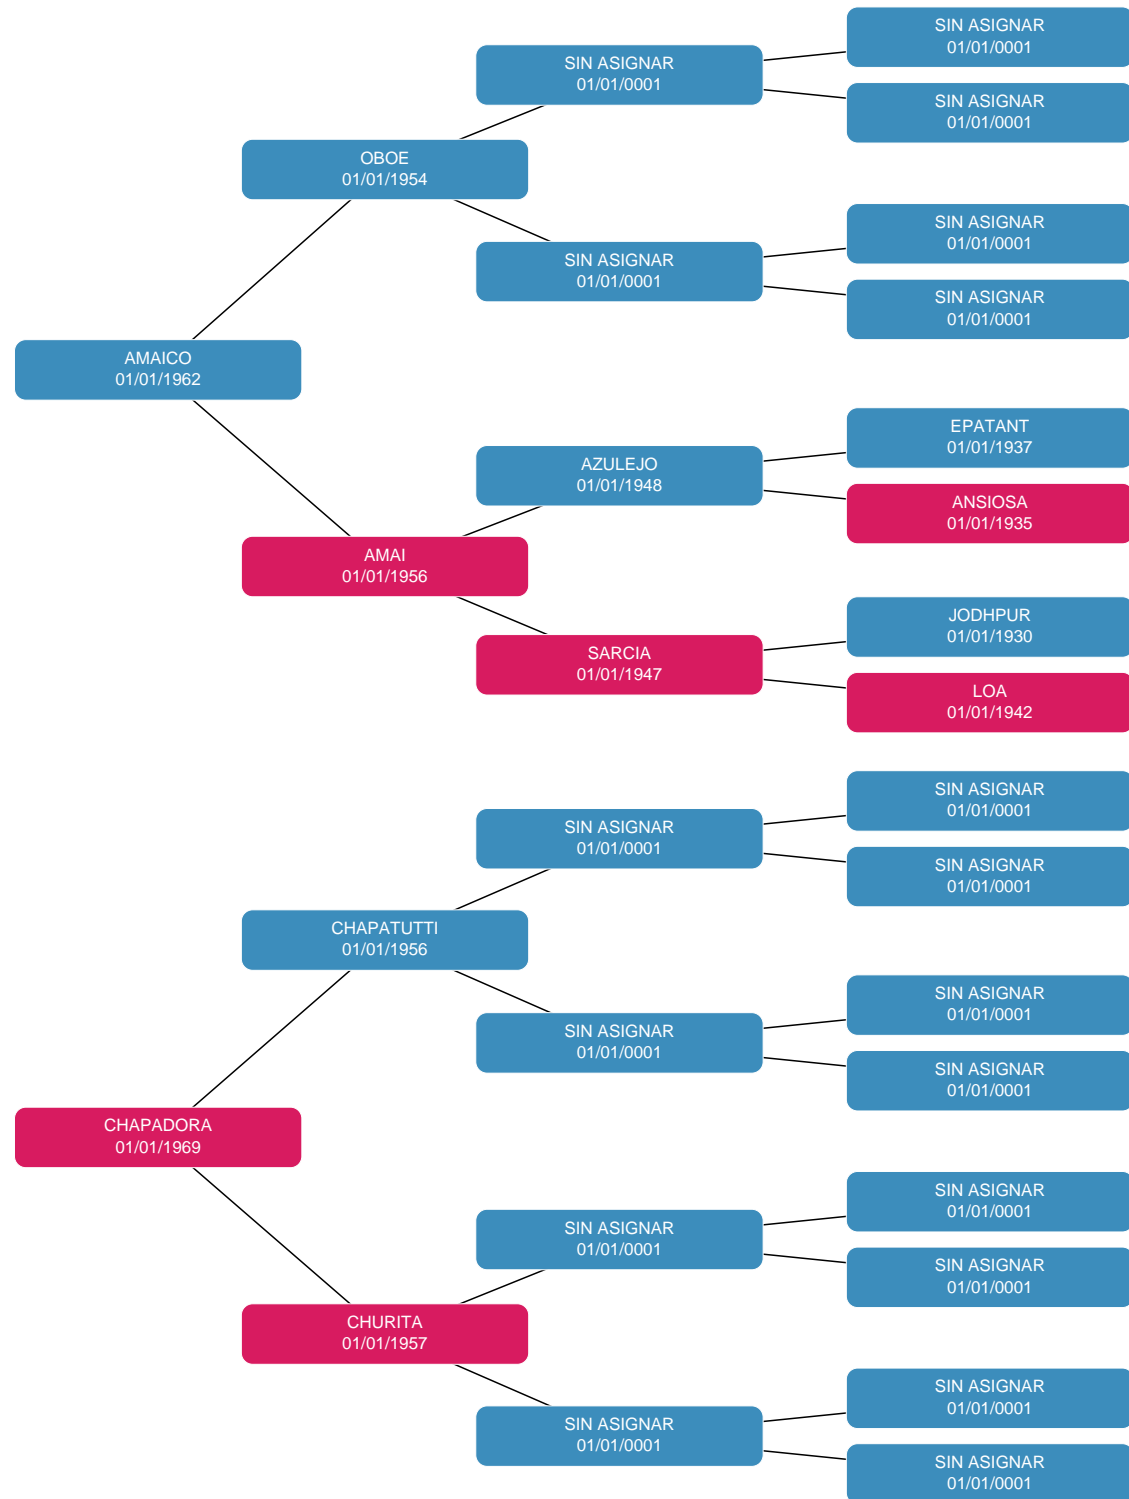 SIN ASIGNAR
01/01/0001
SIN ASIGNAR
01/01/0001
SIN ASIGNAR
01/01/0001
OBOE
01/01/1954
SIN ASIGNAR
01/01/0001
SIN ASIGNAR
01/01/0001
SIN ASIGNAR
01/01/0001
AMAICO
01/01/1962
EPATANT
01/01/1937
AZULEJO
01/01/1948
ANSIOSA
01/01/1935
AMAI
01/01/1956
JODHPUR
01/01/1930
SARCIA
01/01/1947
LOA
01/01/1942
SIN ASIGNAR
01/01/0001
SIN ASIGNAR
01/01/0001
SIN ASIGNAR
01/01/0001
CHAPATUTTI
01/01/1956
SIN ASIGNAR
01/01/0001
SIN ASIGNAR
01/01/0001
SIN ASIGNAR
01/01/0001
CHAPADORA
01/01/1969
SIN ASIGNAR
01/01/0001
SIN ASIGNAR
01/01/0001
SIN ASIGNAR
01/01/0001
CHURITA
01/01/1957
SIN ASIGNAR
01/01/0001
SIN ASIGNAR
01/01/0001
SIN ASIGNAR
01/01/0001